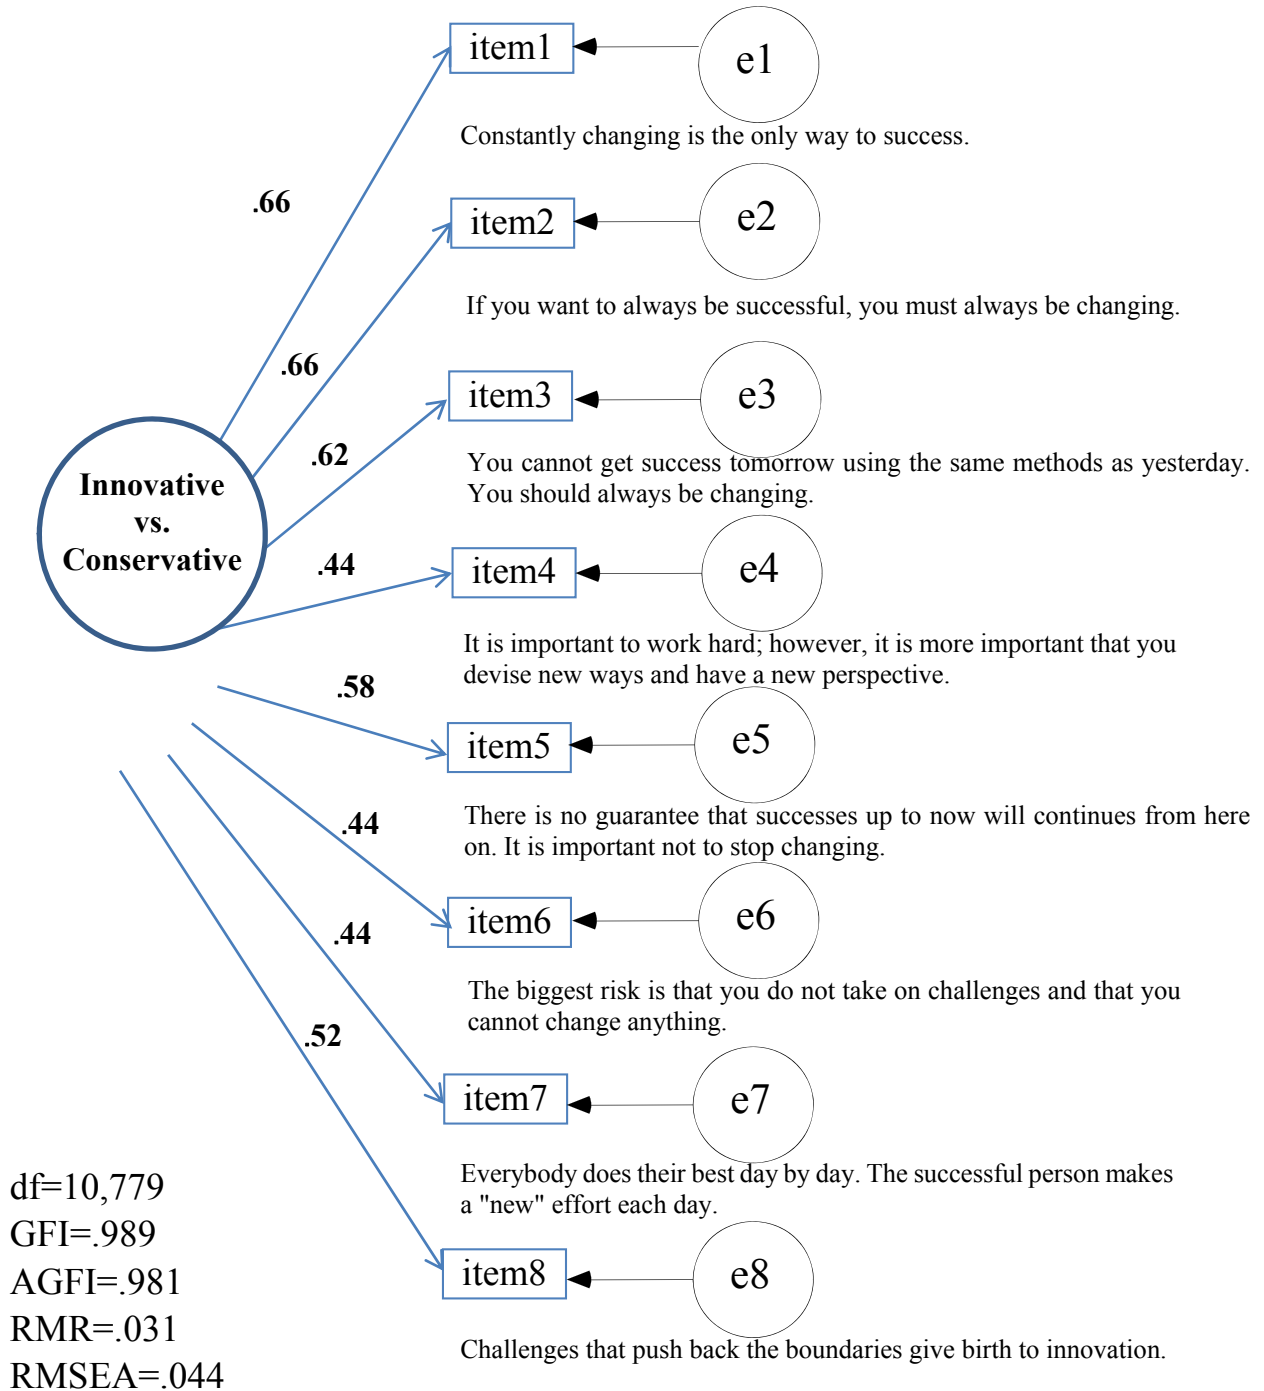 item1
e1
Constantly changing is the only way to success.
.66
item2
e2
If you want to always be successful, you must always be changing.
.66
item3
e3
.62
You cannot get success tomorrow using the same methods as yesterday.
You should always be changing.
Innovative
vs.
Conservative
.44
item4
e4
It is important to work hard; however, it is more important that you
devise new ways and have a new perspective.
.58
item5
e5
There is no guarantee that successes up to now will continues from here
on. It is important not to stop changing.
.44
item6
e6
.44
The biggest risk is that you do not take on challenges and that you
cannot change anything.
.52
item7
e7
Everybody does their best day by day. The successful person makes
a "new" effort each day.
item8
e8
Challenges that push back the boundaries give birth to innovation.
df=10,779
GFI=.989
AGFI=.981
RMR=.031
RMSEA=.044